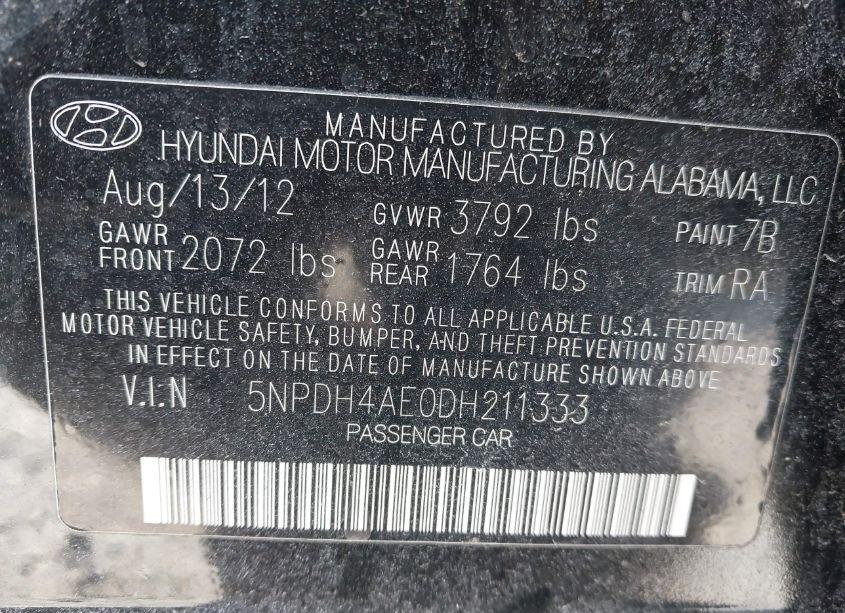 MANUFACTURED BY
HYUNDAI MOTOR MANUFACTURING ALABAMA, LLC
Aug/13/12 GVWR 3792 lbs PAINT 7B
GAWR FRONT 2072 lbs GAWR REAR 1764 lbs TRIM RA
THIS VEHICLE CONFORMS TO ALL APPLICABLE U.S.A. FEDERAL
MOTOR VEHICLE SAFETY, BUMPER, AND THEFT PREVENTION STANDARDS
IN EFFECT ON THE DATE OF MANUFACTURE SHOWN ABOVE
V.I.N 5NPDH4AE0DH211333
PASSENGER CAR